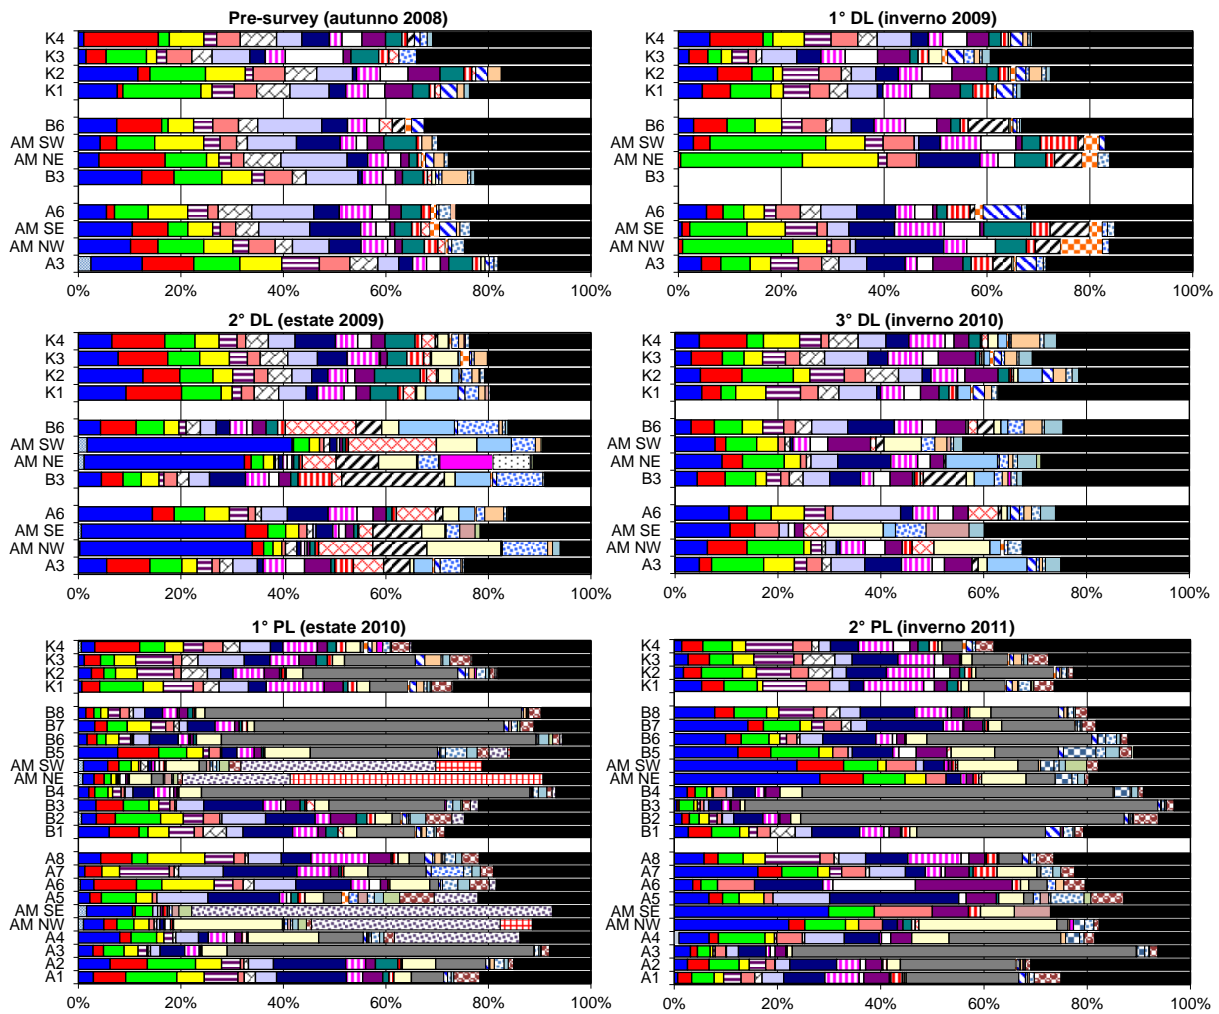 Pre-survey (autunno 2008)
K4
K3
K2
K1
B6
AM SW
AM NE
B3
A6
AM SE
AM NW
A3
0% 20% 40% 60% 80% 100%
1° DL (inverno 2009)
K4
K3
K2
K1
B6
AM SW
AM NE
B3
A6
AM SE
AM NW
A3
0% 20% 40% 60% 80% 100%
2° DL (estate 2009)
K4
K3
K2
K1
B6
AM SW
AM NE
B3
A6
AM SE
AM NW
A3
0% 20% 40% 60% 80% 100%
3° DL (inverno 2010)
K4
K3
K2
K1
B6
AM SW
AM NE
B3
A6
AM SE
AM NW
A3
0% 20% 40% 60% 80% 100%
1° PL (estate 2010)
K4
K3
K2
K1
B8
B7
B6
B5
AM SW
AM NE
B4
B3
B2
B1
A8
A7
A6
A5
AM SE
AM NW
A4
A3
A2
A1
0% 20% 40% 60% 80% 100%
2° PL (inverno 2011)
K4
K3
K2
K1
B8
B7
B6
B5
AM SW
AM NE
B4
B3
B2
B1
A8
A7
A6
A5
AM SE
AM NW
A4
A3
A2
A1
0% 20% 40% 60% 80% 100%